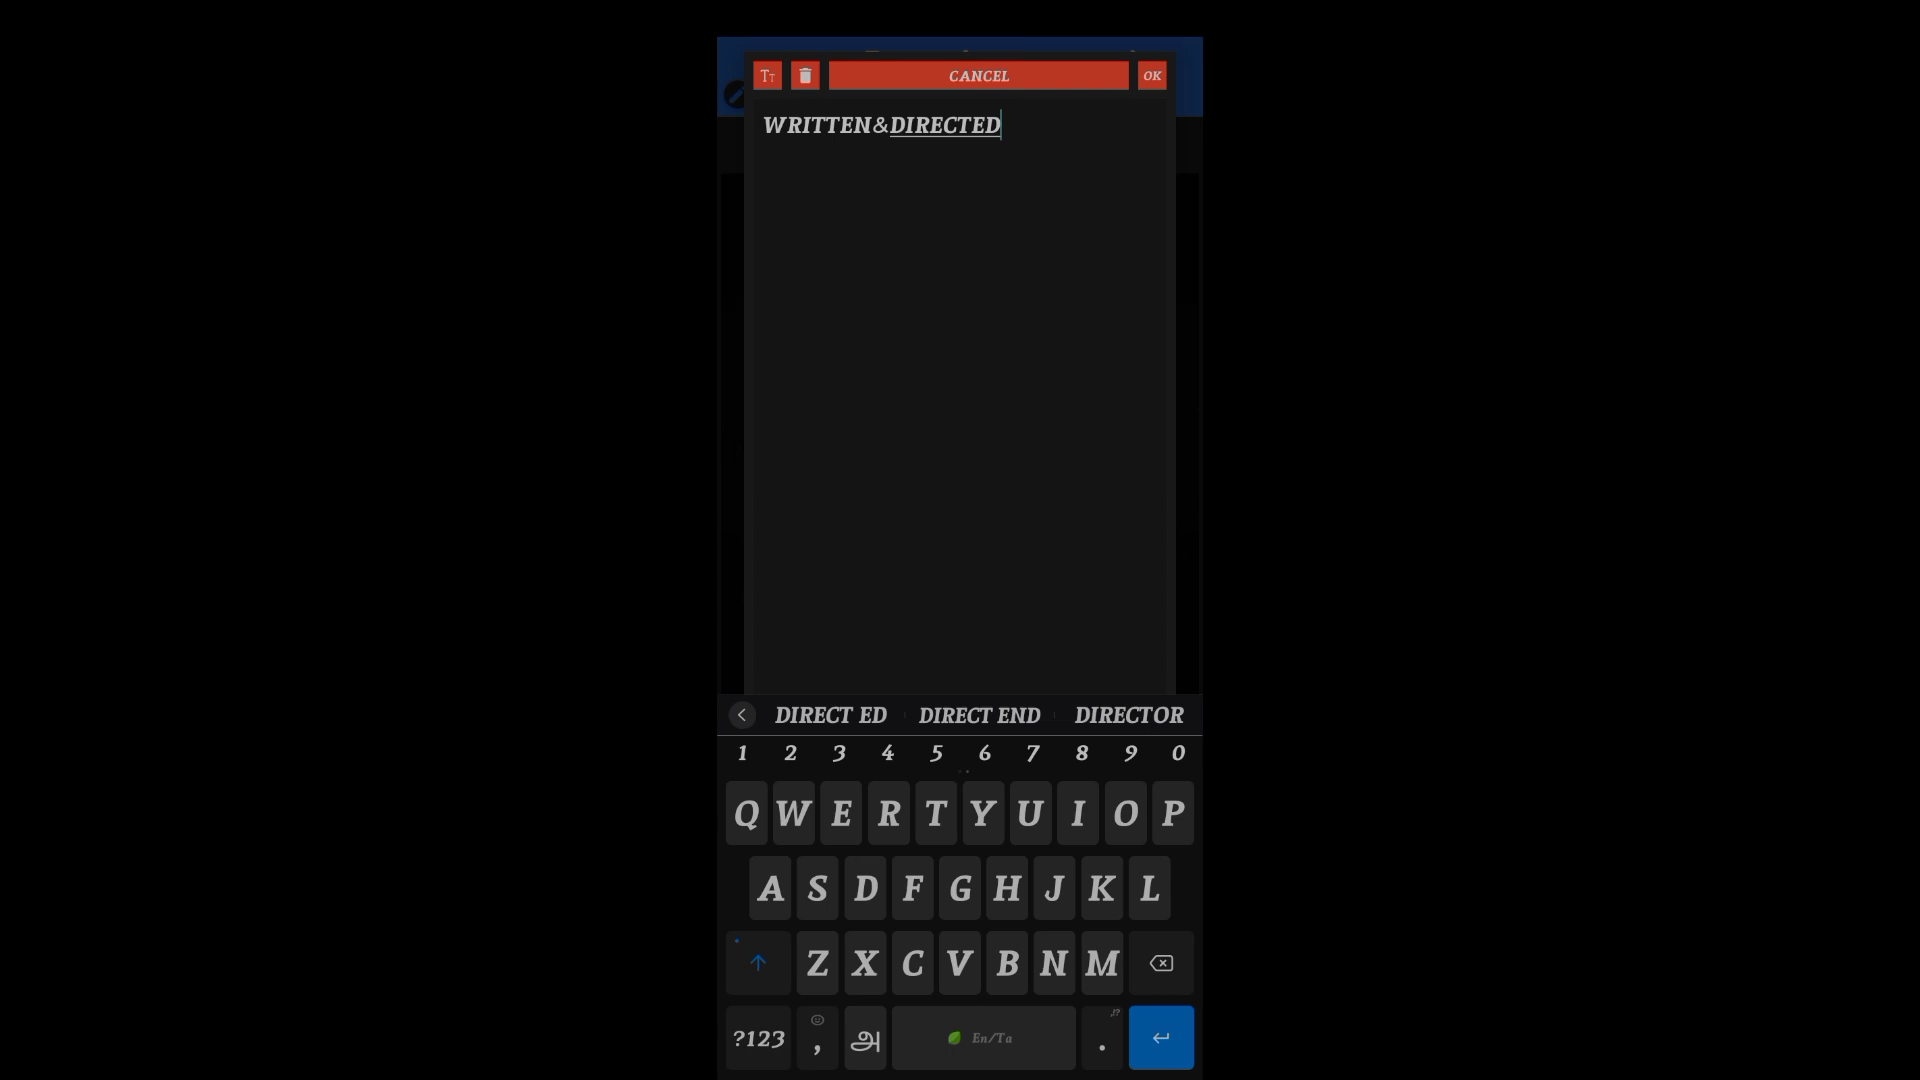 Tт
CANCEL
OK
WRITTEN&DIRECTED
DIRECT ED
DIRECT END
DIRECTOR
1 2 3 4 5 6 7 8 9 0
Q W E R T Y U I O P
A S D F G H J K L
Z X C V B N M
?123 , அ En/Ta . ,!?